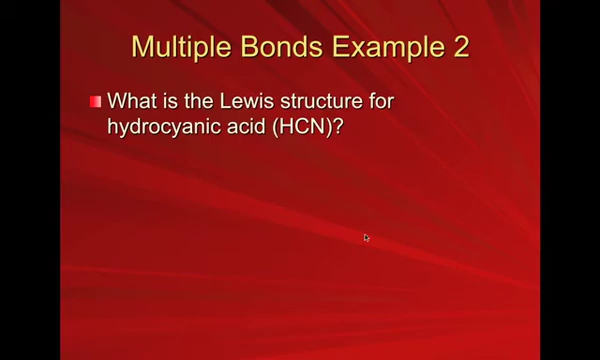 Multiple Bonds Example 2
What is the Lewis structure for
hydrocyanic acid (HCN)?